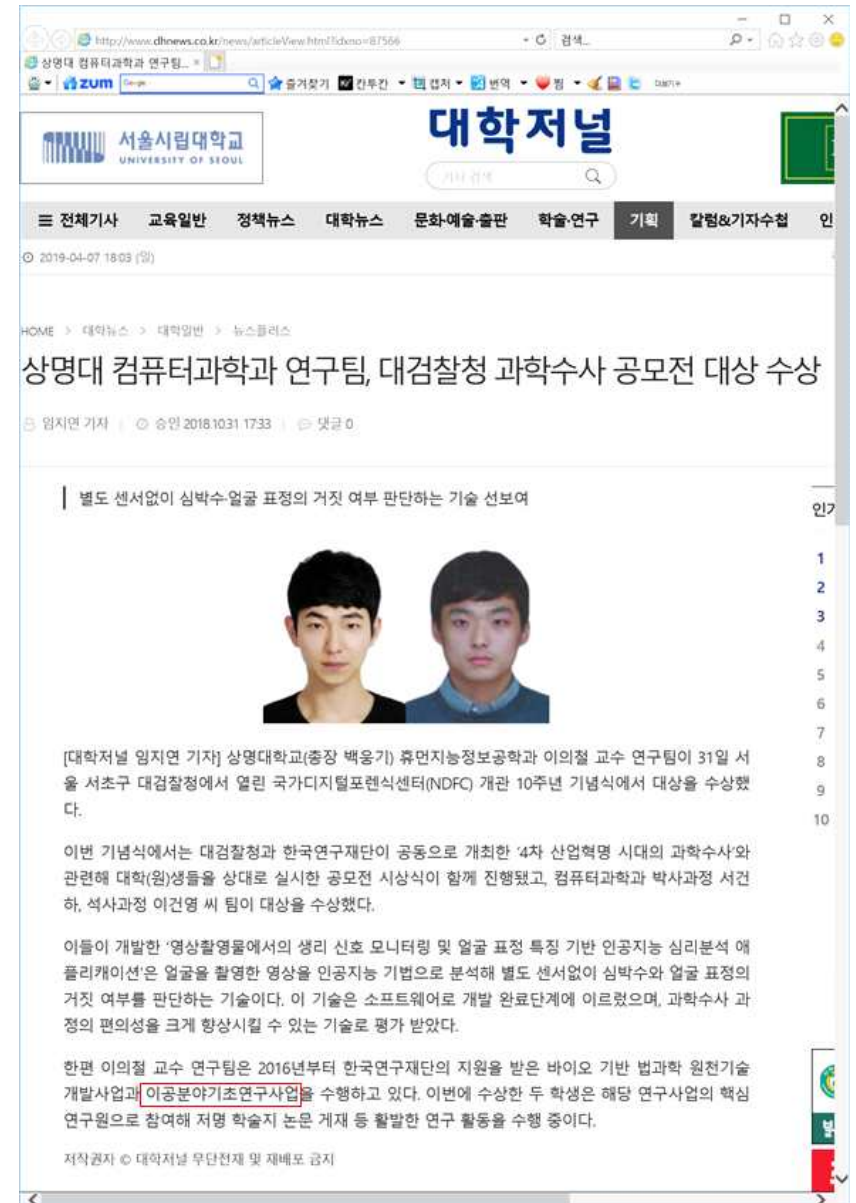 http://www.dhnews.co.kr/news/articleView.html?idxno=87566
검색...
상명대 컴퓨터과학과 연구팀...
zum
즐겨찾기
칸투칸
캡처
번역
찜
더보기
서울시립대학교
UNIVERSITY OF SEOUL
대학저널
기사 검색
전체기사 교육일반 정책뉴스 대학뉴스 문화·예술·출판 학술·연구 기획 칼럼&기자수첩 인
2019-04-07 18:03 (일)
HOME > 대학뉴스 > 대학일반 > 뉴스플러스
상명대 컴퓨터과학과 연구팀, 대검찰청 과학수사 공모전 대상 수상
임지연 기자 | 승인 2018.10.31 17:33 | 댓글 0
별도 센서없이 심박수·얼굴 표정의 거짓 여부 판단하는 기술 선보여
인기
1
2
3
4
5
6
7
8
9
10
[대학저널 임지연 기자] 상명대학교(총장 백웅기) 휴먼지능정보공학과 이의철 교수 연구팀이 31일 서
울 서초구 대검찰청에서 열린 국가디지털포렌식센터(NDFC) 개관 10주년 기념식에서 대상을 수상했
다.
이번 기념식에서는 대검찰청과 한국연구재단이 공동으로 개최한 '4차 산업혁명 시대의 과학수사'와
관련해 대학(원)생들을 상대로 실시한 공모전 시상식이 함께 진행됐고, 컴퓨터과학과 박사과정 서건
하, 석사과정 이건영 씨 팀이 대상을 수상했다.
이들이 개발한 '영상촬영물에서의 생리 신호 모니터링 및 얼굴 표정 특징 기반 인공지능 심리분석 애
플리캐이션'은 얼굴을 촬영한 영상을 인공지능 기법으로 분석해 별도 센서없이 심박수와 얼굴 표정의
거짓 여부를 판단하는 기술이다. 이 기술은 소프트웨어로 개발 완료단계에 이르렀으며, 과학수사 과
정의 편의성을 크게 향상시킬 수 있는 기술로 평가 받았다.
한편 이의철 교수 연구팀은 2016년부터 한국연구재단의 지원을 받은 바이오 기반 법과학 원천기술
개발사업과 이공분야기초연구사업을 수행하고 있다. 이번에 수상한 두 학생은 해당 연구사업의 핵심
연구원으로 참여해 저명 학술지 논문 게재 등 활발한 연구 활동을 수행 중이다.
저작권자 © 대학저널 무단전재 및 재배포 금지